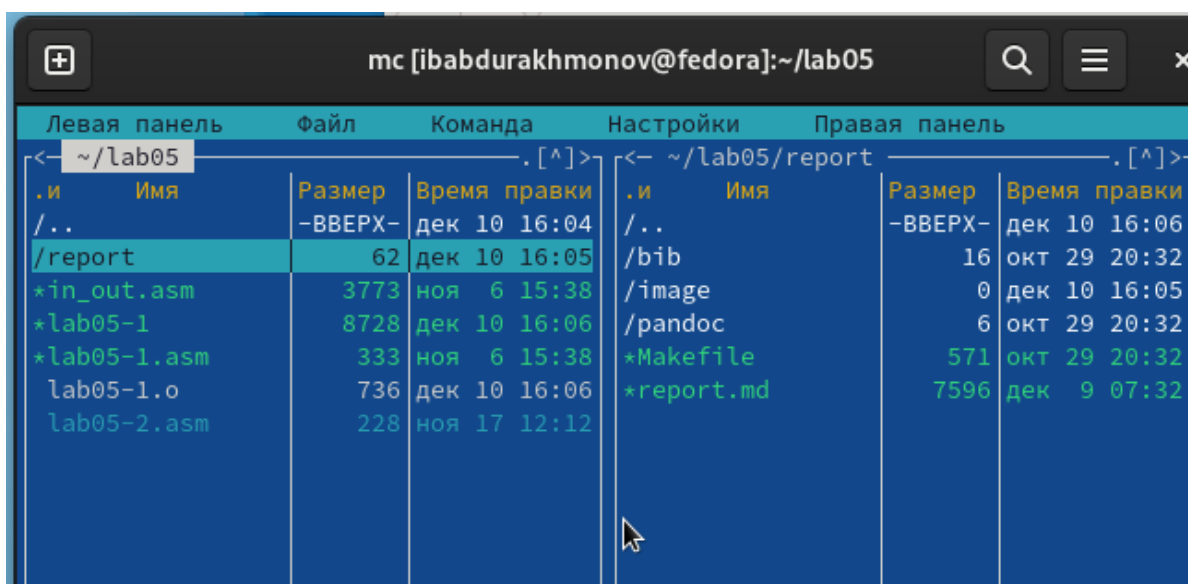 mc [ibabdurakhmonov@fedora]:~/lab05
Левая панель Файл Команда Настройки Правая панель
<− ~/lab05 .[^]> <− ~/lab05/report .[^]>
.и Имя Размер Время правки .и Имя Размер Время правки
/.. -ВВЕРХ- дек 10 16:04 /.. -ВВЕРХ- дек 10 16:06
/report 62 дек 10 16:05 /bib 16 окт 29 20:32
*in_out.asm 3773 ноя 6 15:38 /image 0 дек 10 16:05
*lab05-1 8728 дек 10 16:06 /pandoc 6 окт 29 20:32
*lab05-1.asm 333 ноя 6 15:38 *Makefile 571 окт 29 20:32
lab05-1.o 736 дек 10 16:06 *report.md 7596 дек 9 07:32
lab05-2.asm 228 ноя 17 12:12